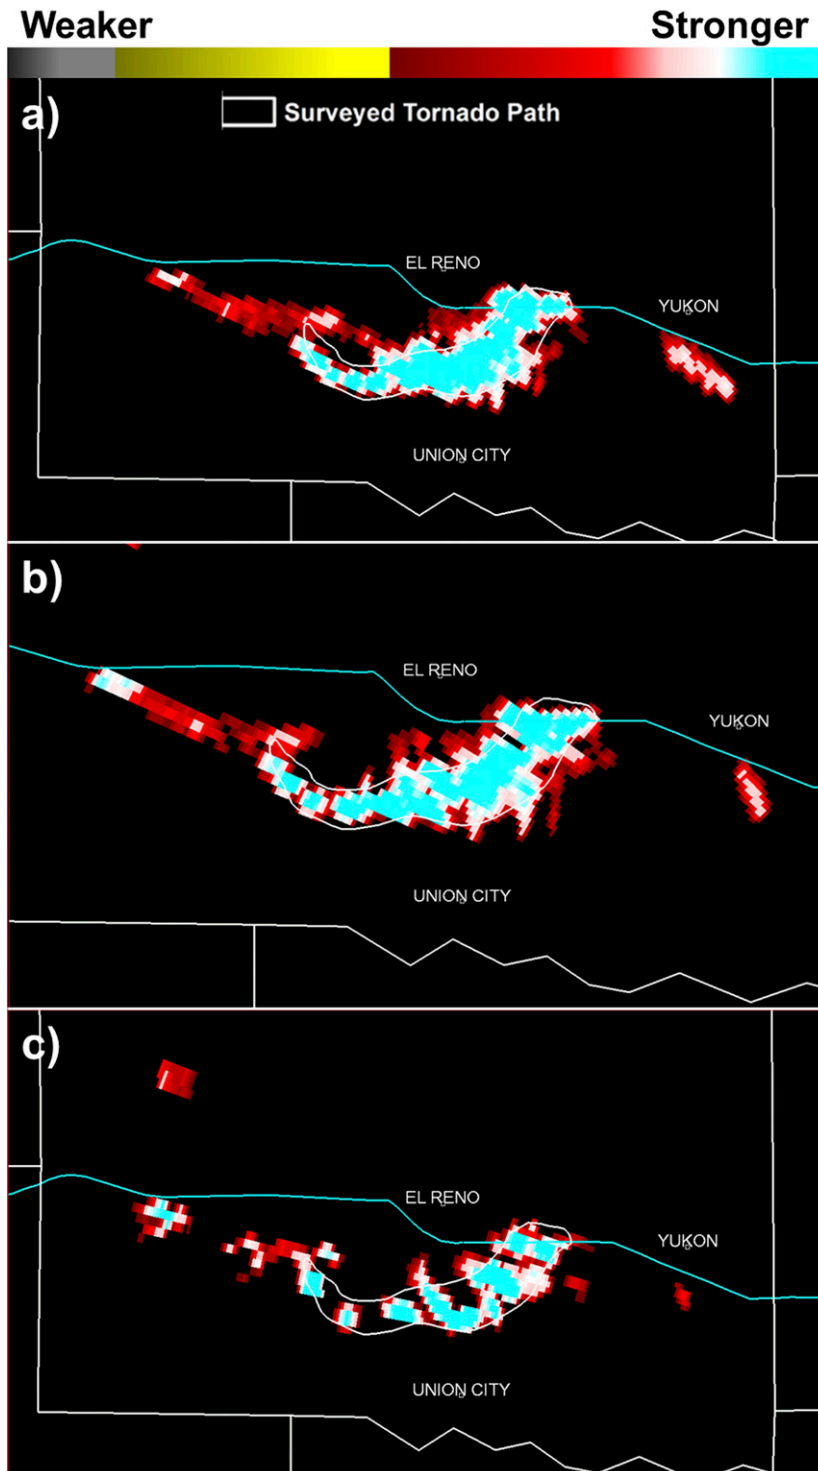 Weaker Stronger
a)
Surveyed Tornado Path
EL RENO
YUKON
UNION CITY
b)
EL RENO
YUKON
UNION CITY
c)
EL RENO
YUKON
UNION CITY